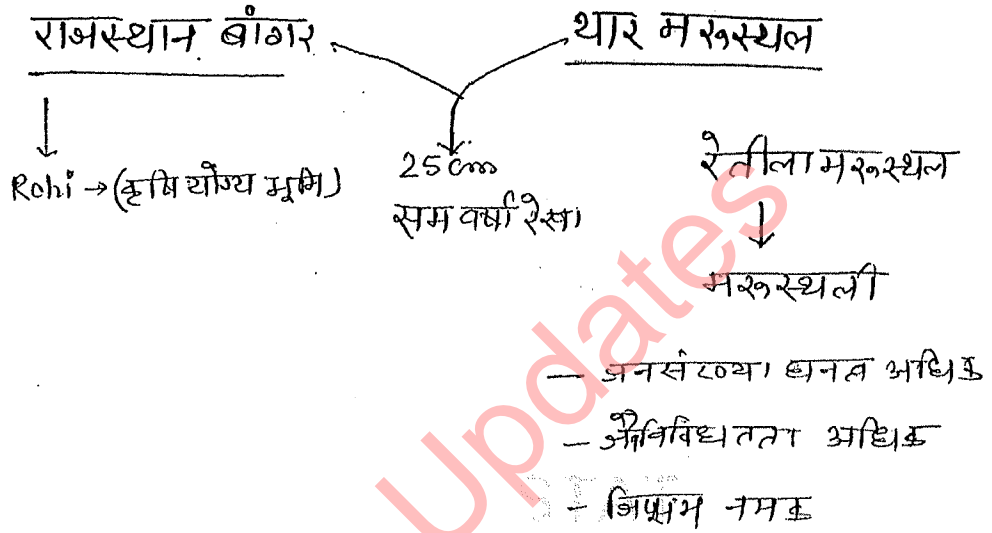 राजस्थान बांगर
थार मरूस्थल
Rohi → (कृषि योग्य भूमि)
25 cm
सम वर्षा रेखा
रेतीला मरूस्थल
मरूस्थली
— जनसंख्या घनत्व अधिक
— जैवविविधतता अधिक
- जिप्सम नमक
Updates